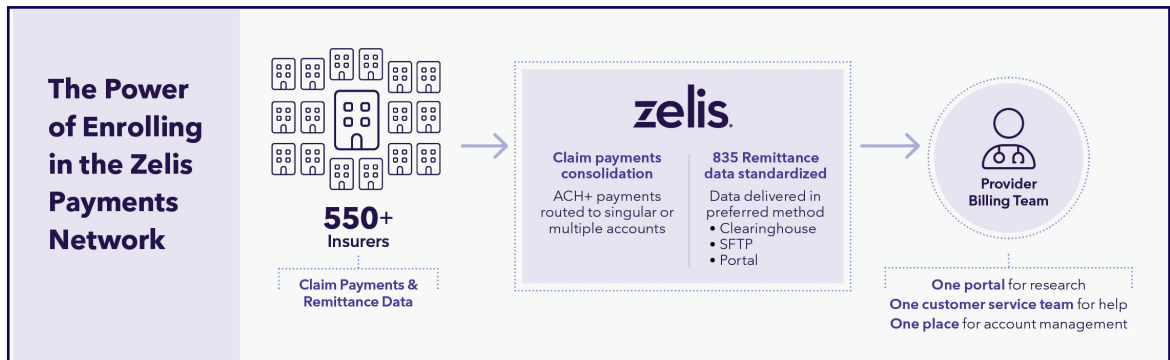 The Power
of Enrolling
in the Zelis
Payments
Network
550+
Insurers
Claim Payments &
Remittance Data
zelis.
Claim payments
consolidation
ACH+ payments
routed to singular or
multiple accounts
835 Remittance
data standardized
Data delivered in
preferred method
• Clearinghouse
• SFTP
• Portal
Provider
Billing Team
One portal for research
One customer service team for help
One place for account management